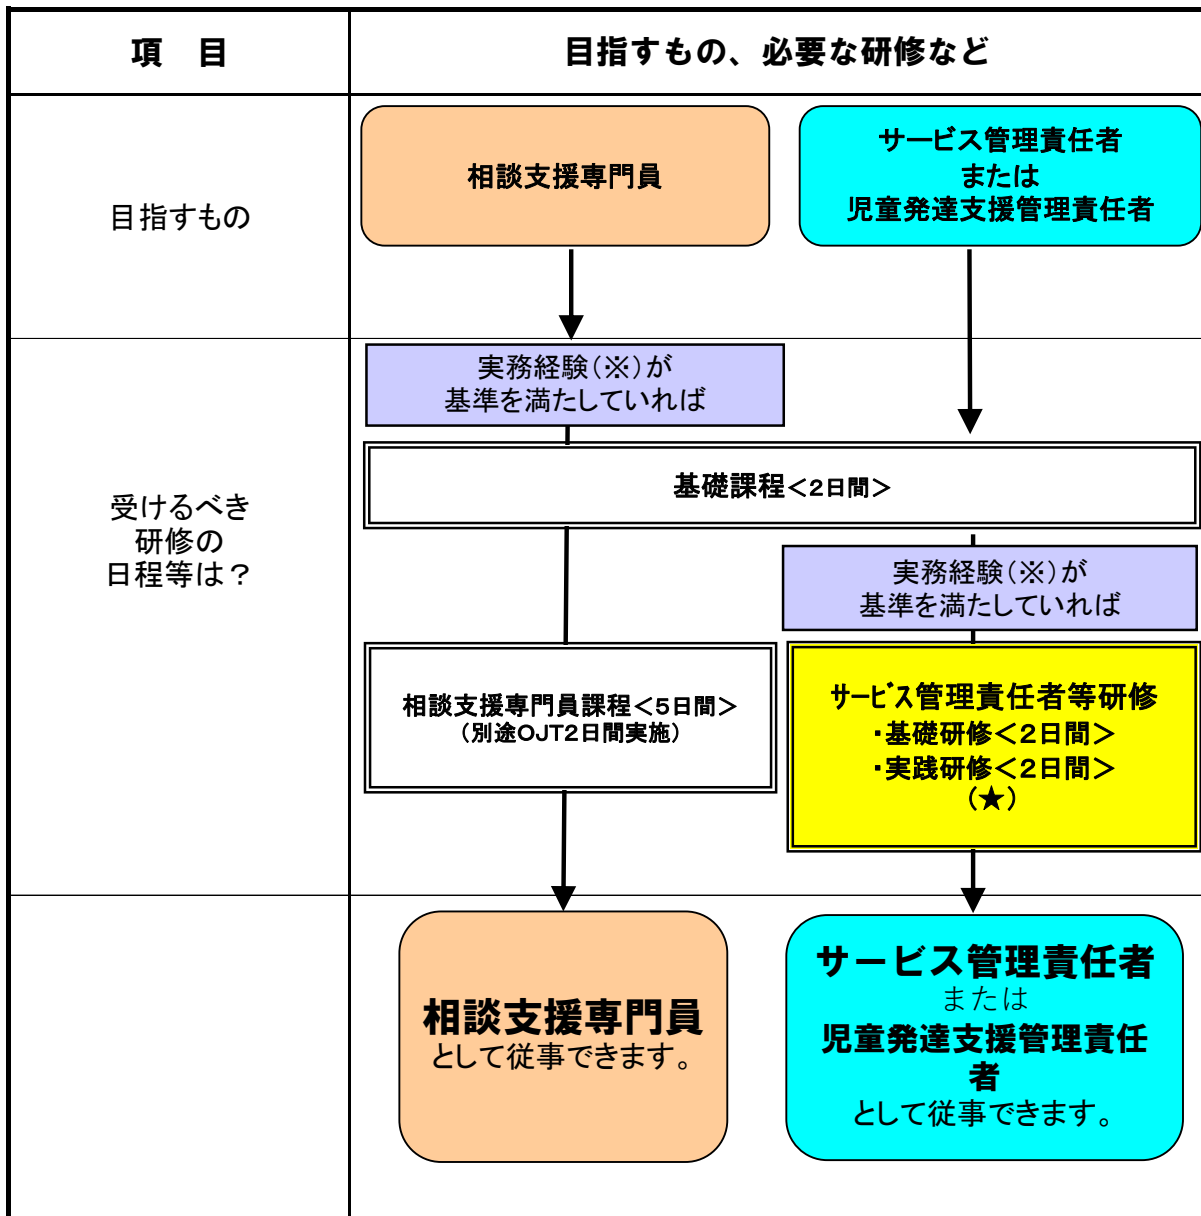 項　目
目指すもの、必要な研修など
目指すもの
相談支援専門員
サービス管理責任者
または
児童発達支援管理責任者
受けるべき
研修の
日程等は？
実務経験（※）が
基準を満たしていれば
基礎課程＜2日間＞
実務経験（※）が
基準を満たしていれば
相談支援専門員課程＜5日間＞
（別途OJT2日間実施）
サービス管理責任者等研修
・基礎研修＜2日間＞
・実践研修＜2日間＞
（★）
相談支援専門員
として従事できます。
サービス管理責任者
または
児童発達支援管理責任
者
として従事できます。